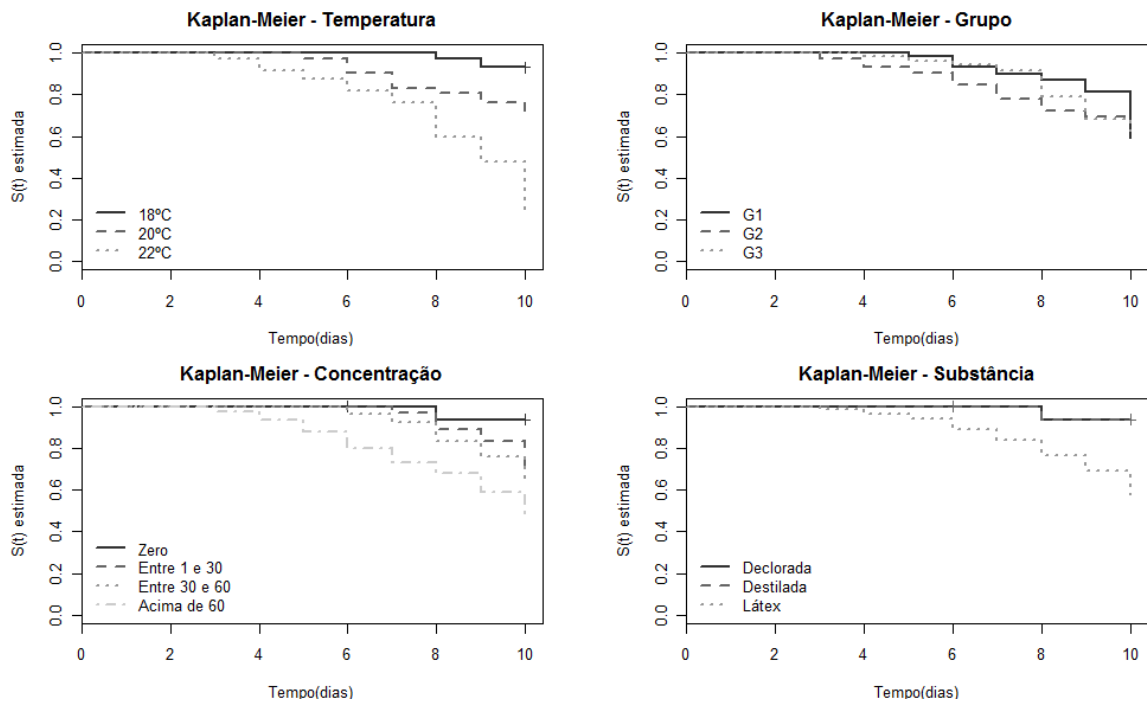 Kaplan-Meier - Temperatura
S(t) estimada
0.0 0.2 0.4 0.6 0.8 1.0
18ºC
20ºC
22ºC
0 2 4 6 8 10
Tempo(dias)
Kaplan-Meier - Grupo
S(t) estimada
0.0 0.2 0.4 0.6 0.8 1.0
G1
G2
G3
0 2 4 6 8 10
Tempo(dias)
Kaplan-Meier - Concentração
S(t) estimada
0.0 0.2 0.4 0.6 0.8 1.0
Zero
Entre 1 e 30
Entre 30 e 60
Acima de 60
0 2 4 6 8 10
Tempo(dias)
Kaplan-Meier - Substância
S(t) estimada
0.0 0.2 0.4 0.6 0.8 1.0
Declorada
Destilada
Látex
0 2 4 6 8 10
Tempo(dias)